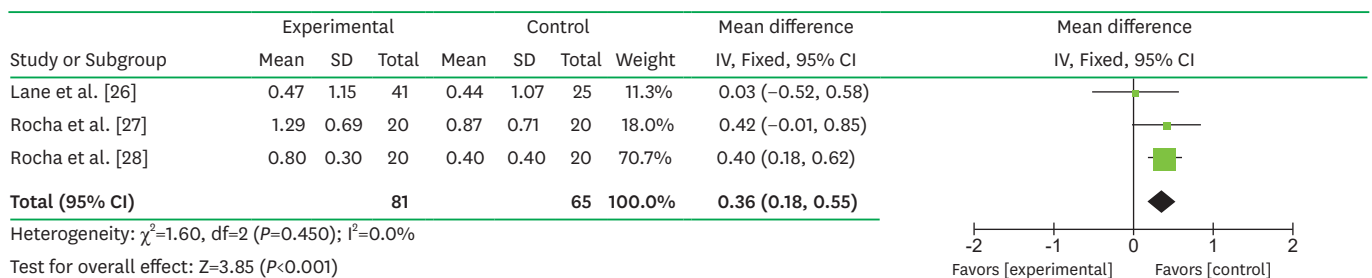 Experimental Control Mean difference Mean difference
Study or Subgroup Mean SD Total Mean SD Total Weight IV, Fixed, 95% CI IV, Fixed, 95% CI
Lane et al. [26] 0.47 1.15 41 0.44 1.07 25 11.3% 0.03 (−0.52, 0.58)
Rocha et al. [27] 1.29 0.69 20 0.87 0.71 20 18.0% 0.42 (−0.01, 0.85)
Rocha et al. [28] 0.80 0.30 20 0.40 0.40 20 70.7% 0.40 (0.18, 0.62)
Total (95% CI) 81 65 100.0% 0.36 (0.18, 0.55)
Heterogeneity: χ²=1.60, df=2 (P=0.450); I²=0.0%
-2 -1 0 1 2
Test for overall effect: Z=3.85 (P<0.001) Favors [experimental] Favors [control]